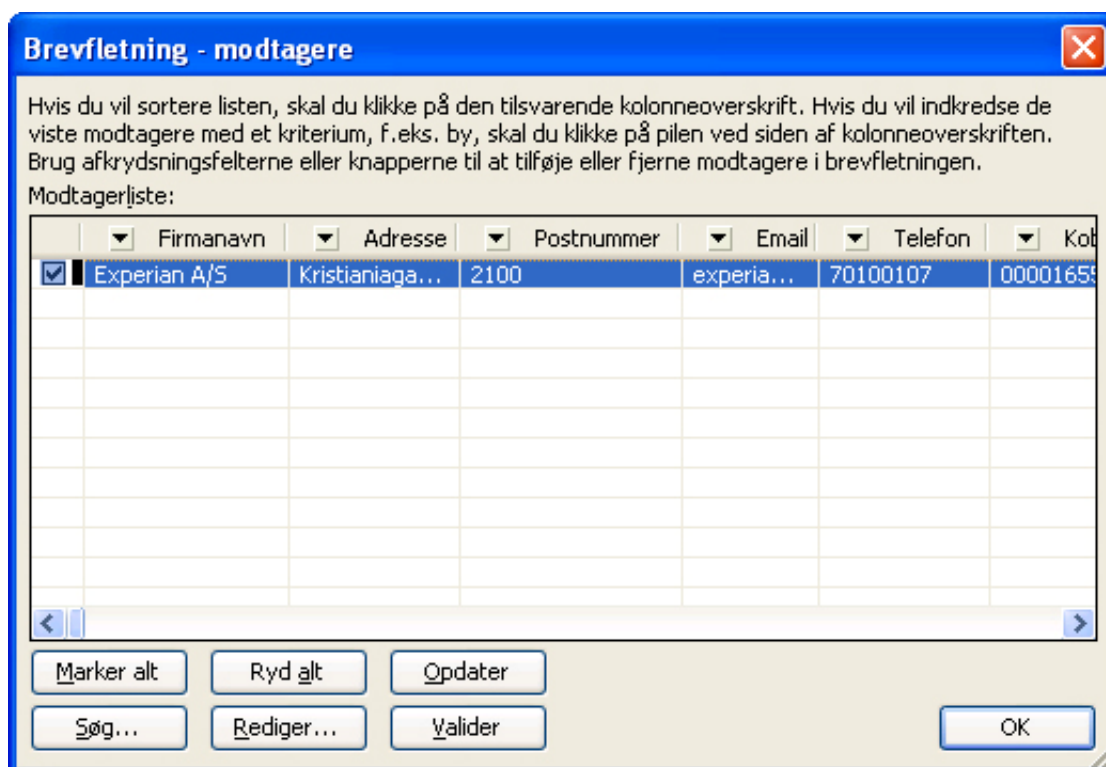 Brevfletning - modtagere
Hvis du vil sortere listen, skal du klikke på den tilsvarende kolonneoverskrift. Hvis du vil indkredse de
viste modtagere med et kriterium, f.eks. by, skal du klikke på pilen ved siden af kolonneoverskriften.
Brug afkrydsningsfelterne eller knapperne til at tilføje eller fjerne modtagere i brevfletningen.
Modtagerliste:
Firmanavn Adresse Postnummer Email Telefon
Experian A/S Kristianiaga... 2100 experia... 70100107 00001655
Marker alt Ryd alt Opdater
Søg... Rediger... Valider OK